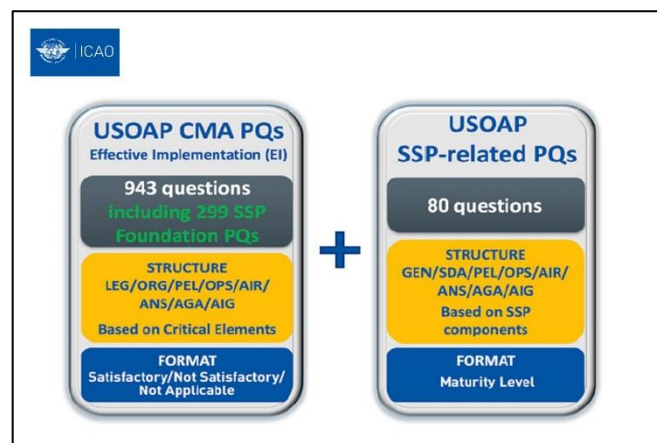 ICAO
USOAP CMA PQs
Effective Implementation (EI)
943 questions
including 299 SSP
Foundation PQs
STRUCTURE
LEG/ORG/PEL/OPS/AIR/
ANS/AGA/AIG
Based on Critical Elements
FORMAT
Satisfactory/Not Satisfactory/
Not Applicable
+
USOAP
SSP-related PQs
80 questions
STRUCTURE
GEN/SDA/PEL/OPS/AIR/
ANS/AGA/AIG
Based on SSP
components
FORMAT
Maturity Level